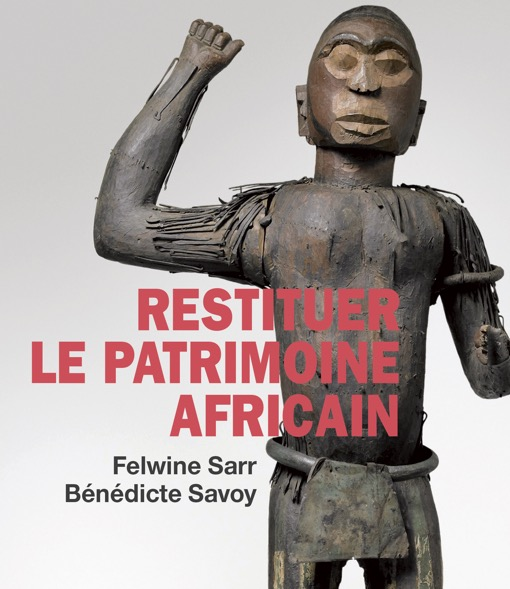 RESTITUER
LE PATRIMOINE
AFRICAIN
Felwine Sarr
Bénédicte Savoy